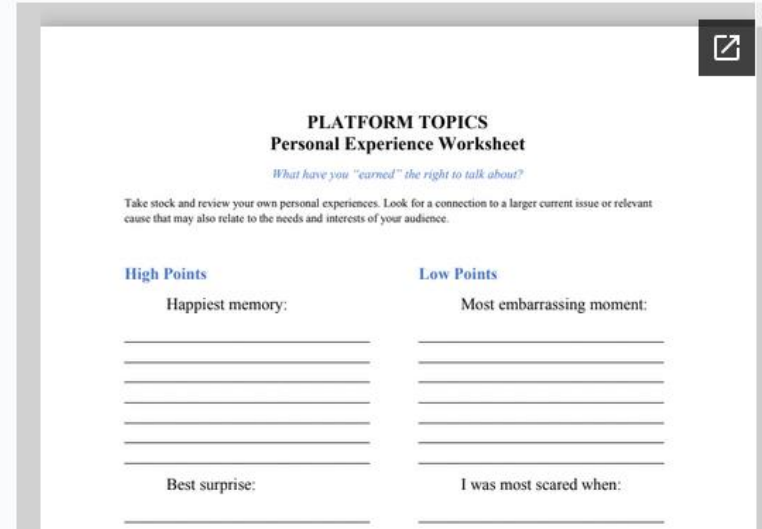 PLATFORM TOPICS
Personal Experience Worksheet
What have you “earned” the right to talk about?
Take stock and review your own personal experiences. Look for a connection to a larger current issue or relevant
cause that may also relate to the needs and interests of your audience.
High Points
Happiest memory:
Best surprise:
Low Points
Most embarrassing moment:
I was most scared when: